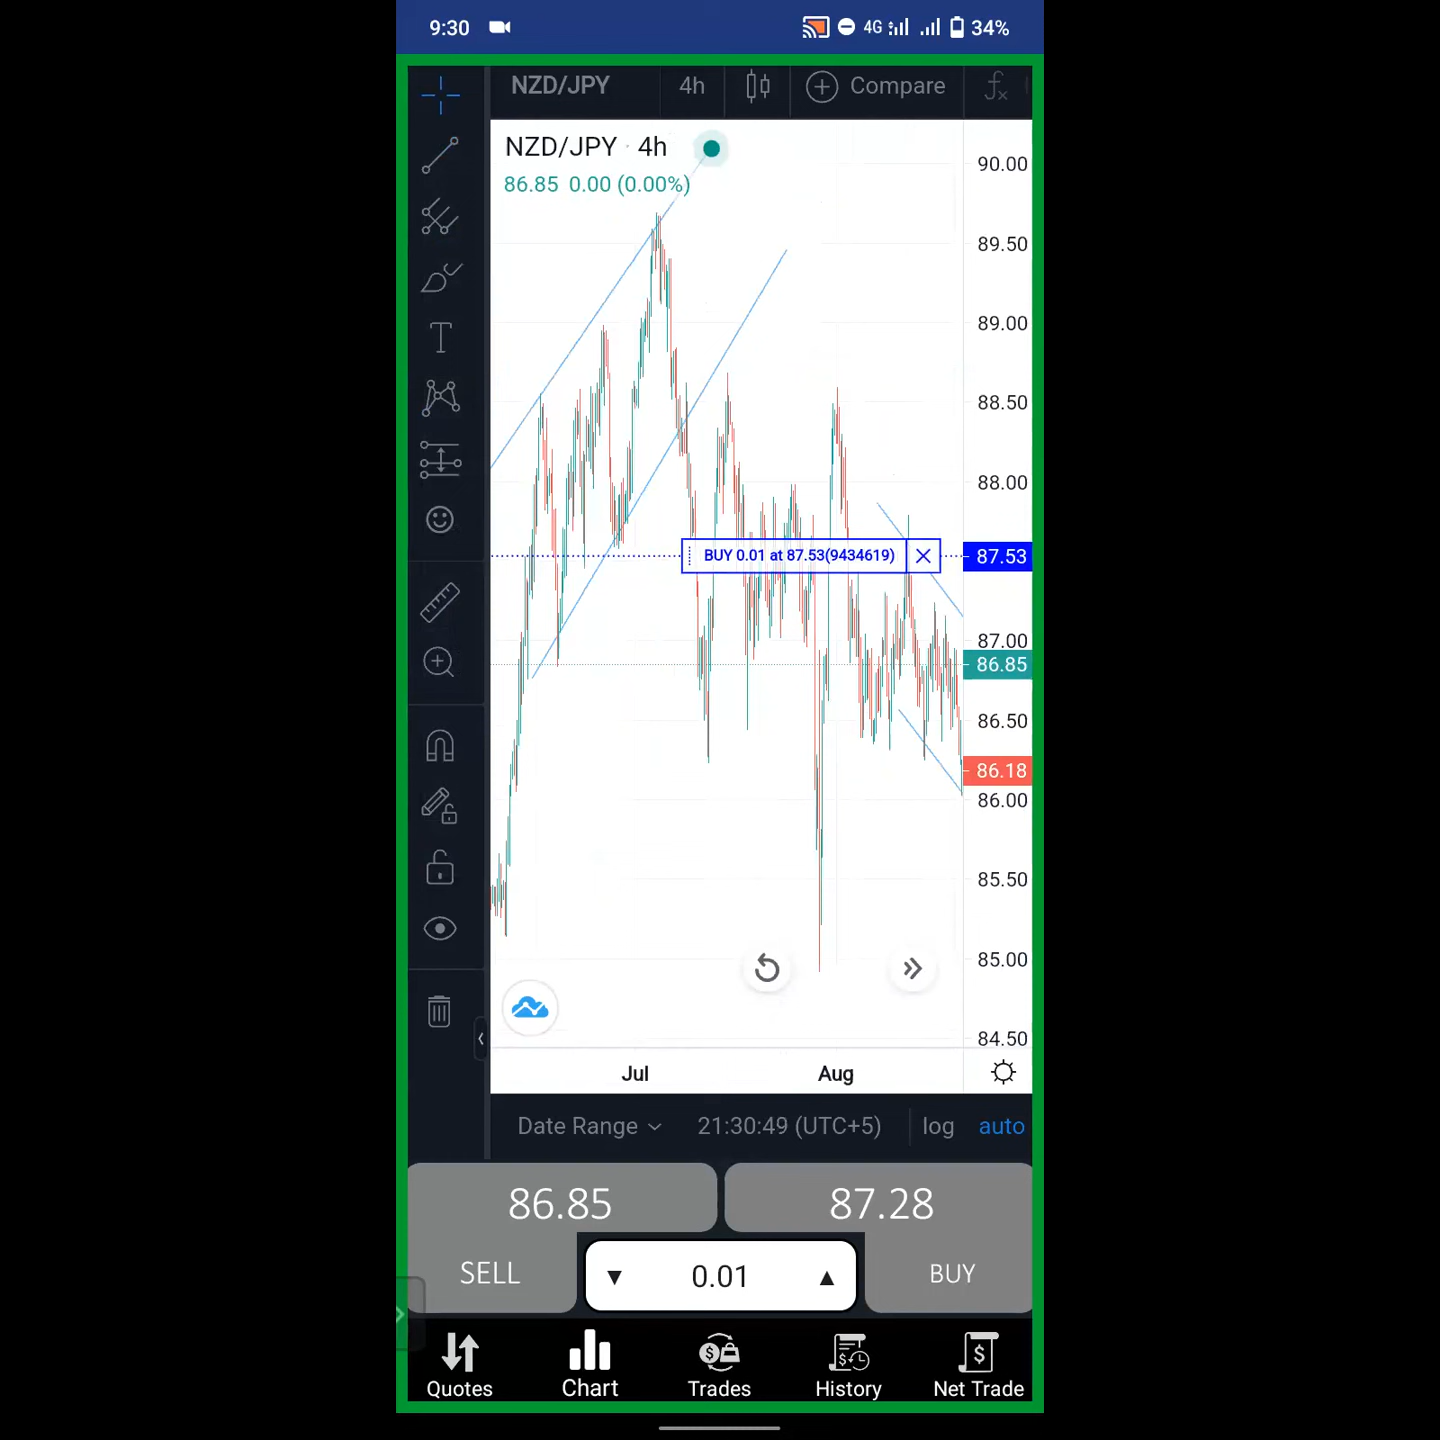 9:30 4G 34%
NZD/JPY 4h Compare fx
NZD/JPY · 4h
86.85 0.00 (0.00%)
90.00
89.50
89.00
88.50
88.00
BUY 0.01 at 87.53(9434619)
87.53
87.00
86.85
86.50
86.18
86.00
85.50
85.00
84.50
Jul Aug
Date Range 21:30:49 (UTC+5) log auto
86.85 87.28
SELL 0.01 BUY
Quotes Chart Trades History Net Trade